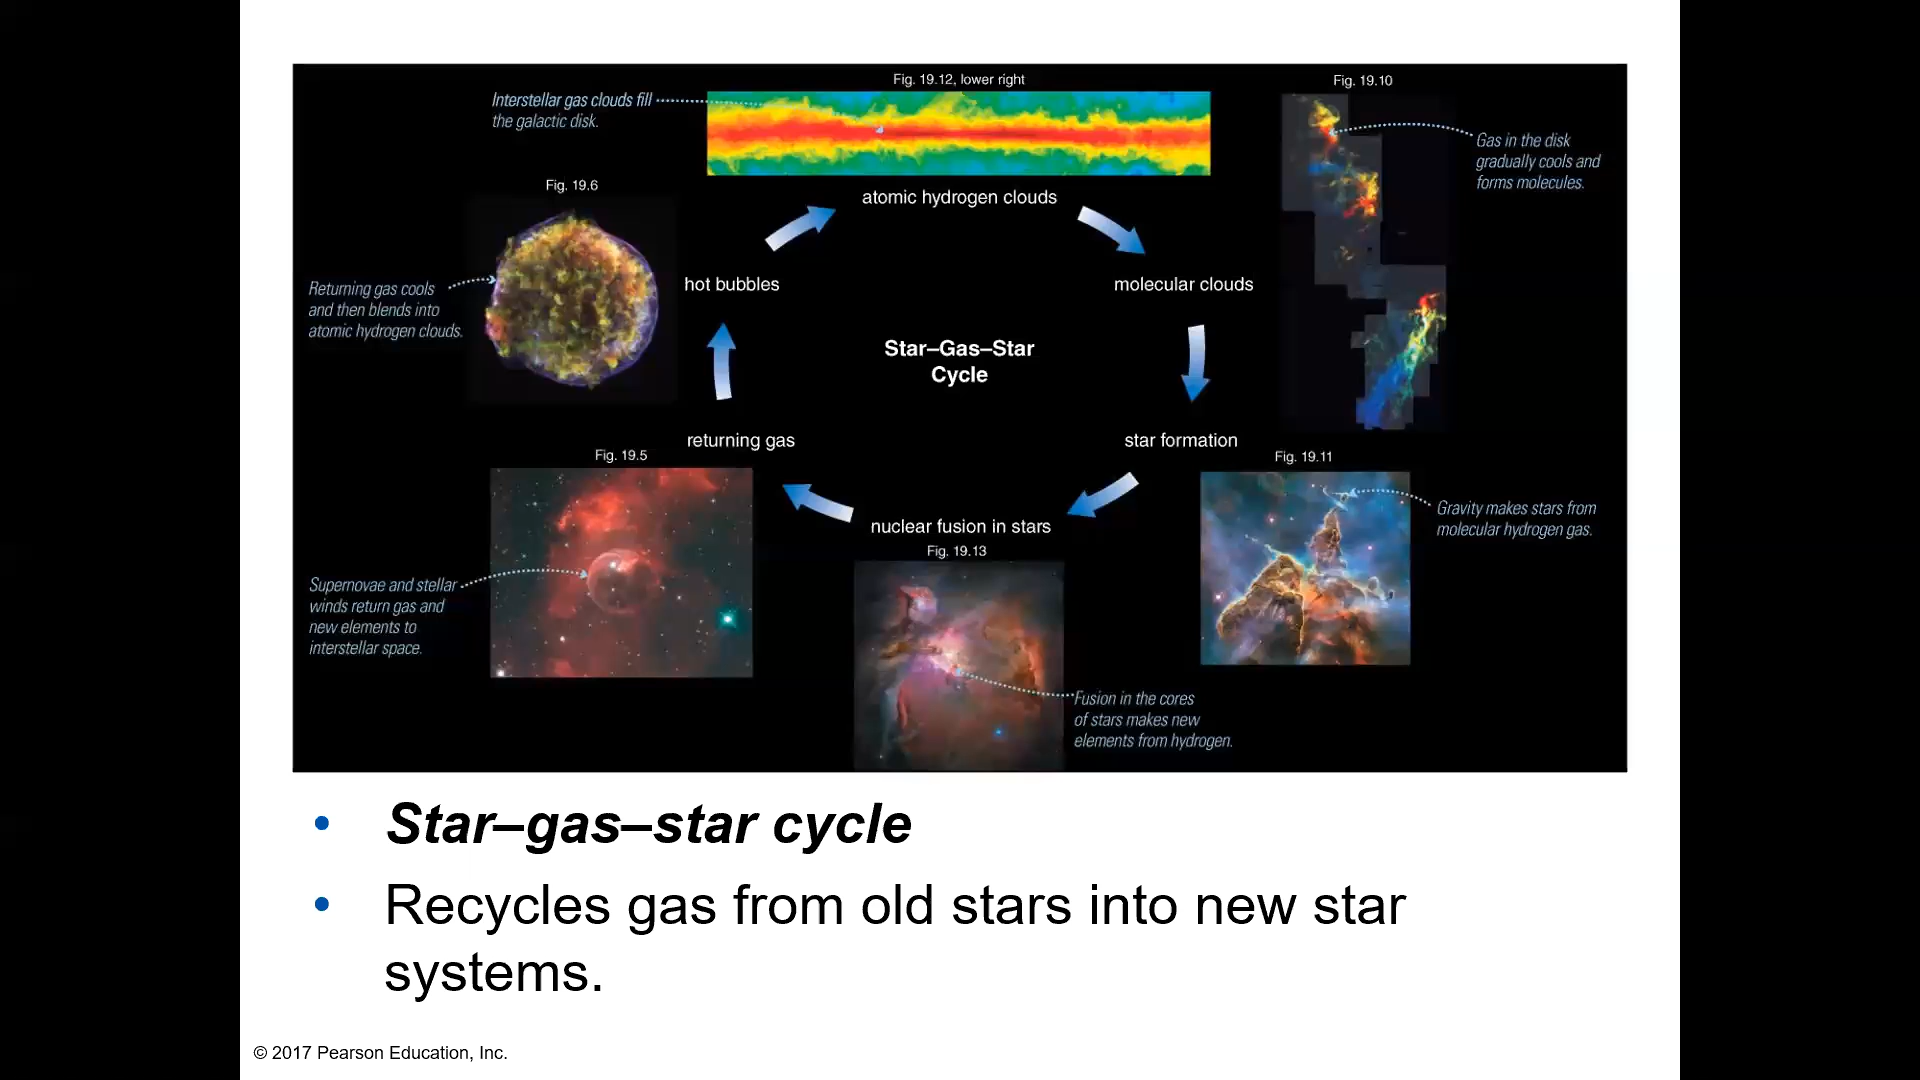 Fig. 19.12, lower right
Interstellar gas clouds fill
the galactic disk.
atomic hydrogen clouds
Fig. 19.10
Gas in the disk
gradually cools and
forms molecules.
molecular clouds
Fig. 19.6
hot bubbles
Returning gas cools
and then blends into
atomic hydrogen clouds.
Star–Gas–Star
Cycle
returning gas
star formation
Fig. 19.5
Supernovae and stellar
winds return gas and
new elements to
interstellar space.
nuclear fusion in stars
Fig. 19.13
Fusion in the cores
of stars makes new
elements from hydrogen.
Fig. 19.11
Gravity makes stars from
molecular hydrogen gas.
• Star–gas–star cycle
• Recycles gas from old stars into new star
systems.
© 2017 Pearson Education, Inc.